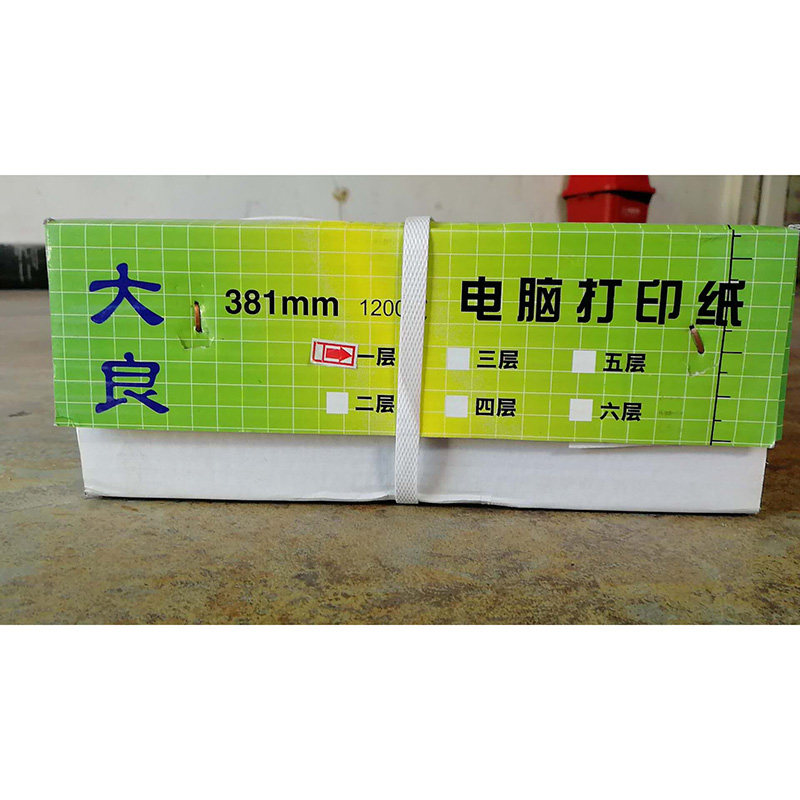 大良
381mm 1200
电脑打印纸
一层 三层 五层
二层 四层 六层